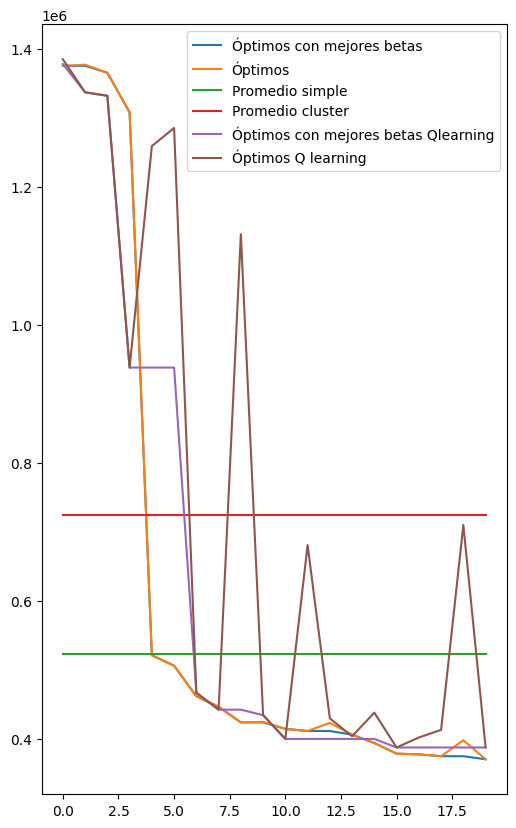 1e6
1.4
1.2
1.0
0.8
0.6
0.4
0.0 2.5 5.0 7.5 10.0 12.5 15.0 17.5
Óptimos con mejores betas
Óptimos
Promedio simple
Promedio cluster
Óptimos con mejores betas Qlearning
Óptimos Q learning